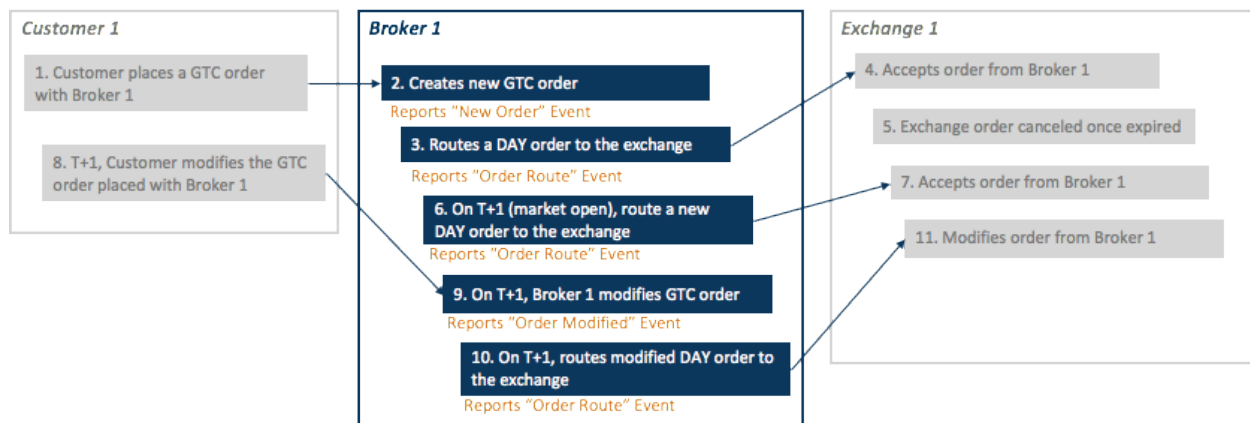 Customer 1
1. Customer places a GTC order
with Broker 1
8. T+1, Customer modifies the GTC
order placed with Broker 1
Broker 1
2. Creates new GTC order
Reports "New Order" Event
3. Routes a DAY order to the exchange
Reports "Order Route" Event
6. On T+1 (market open), route a new
DAY order to the exchange
Reports "Order Route" Event
9. On T+1, Broker 1 modifies GTC order
Reports "Order Modified" Event
10. On T+1, routes modified DAY order to
the exchange
Reports "Order Route" Event
Exchange 1
4. Accepts order from Broker 1
5. Exchange order canceled once expired
7. Accepts order from Broker 1
11. Modifies order from Broker 1